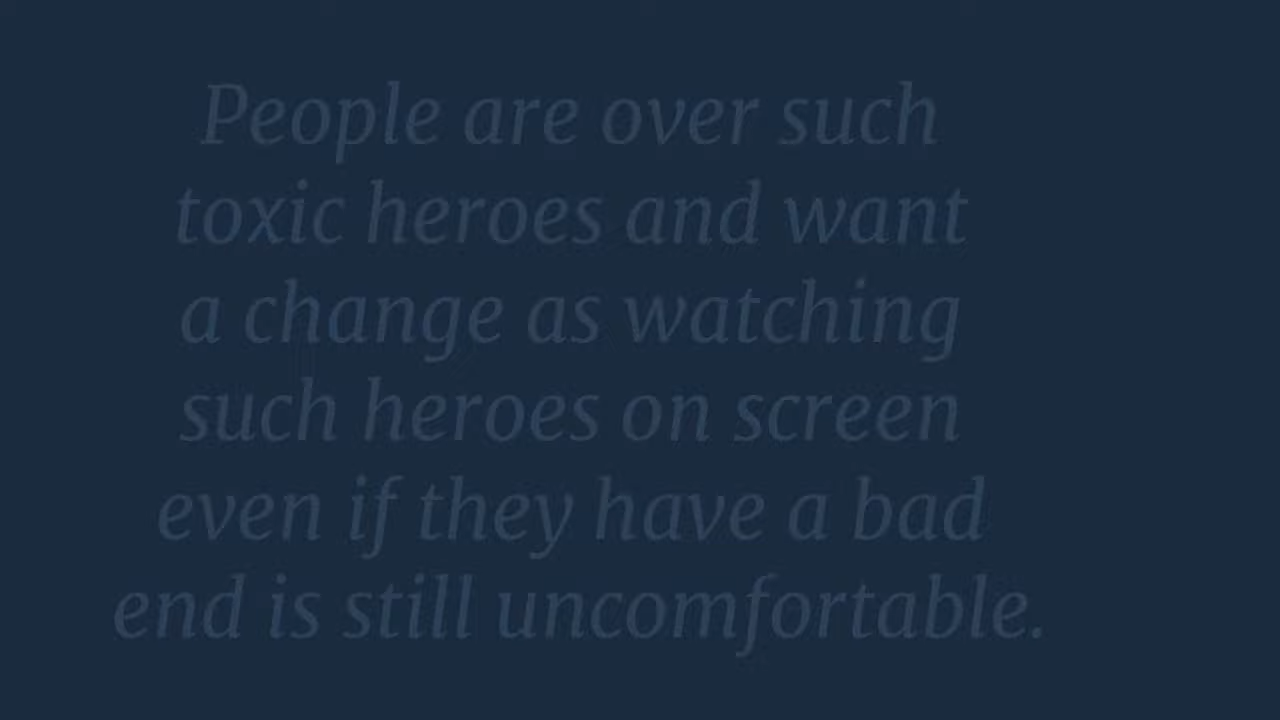 People are over such
toxic heroes and want
a change as watching
such heroes on screen
even if they have a bad
end is still uncomfortable.